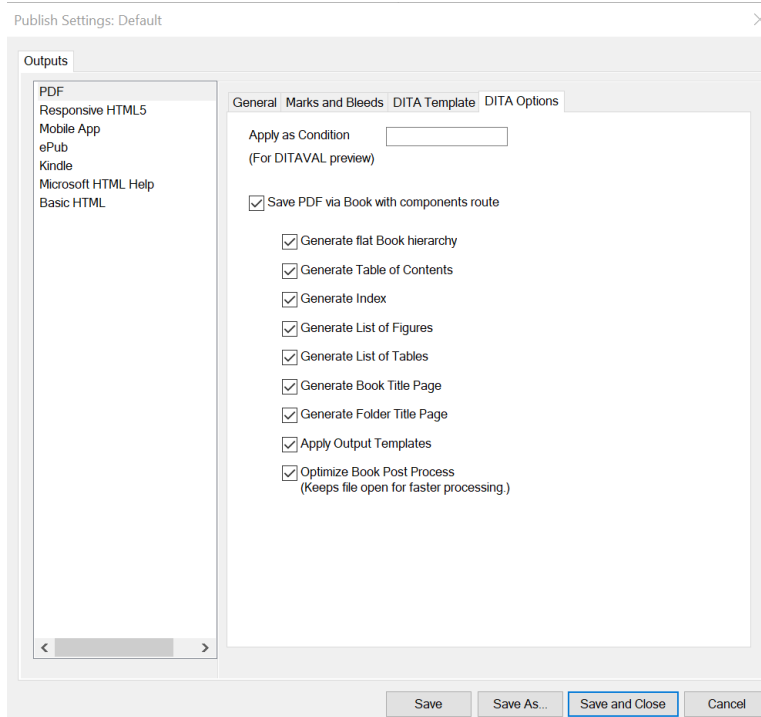 Publish Settings: Default
Outputs
PDF
Responsive HTML5
Mobile App
ePub
Kindle
Microsoft HTML Help
Basic HTML
General Marks and Bleeds DITA Template DITA Options
Apply as Condition
(For DITAVAL preview)
Save PDF via Book with components route
Generate flat Book hierarchy
Generate Table of Contents
Generate Index
Generate List of Figures
Generate List of Tables
Generate Book Title Page
Generate Folder Title Page
Apply Output Templates
Optimize Book Post Process
(Keeps file open for faster processing.)
Save Save As... Save and Close Cancel